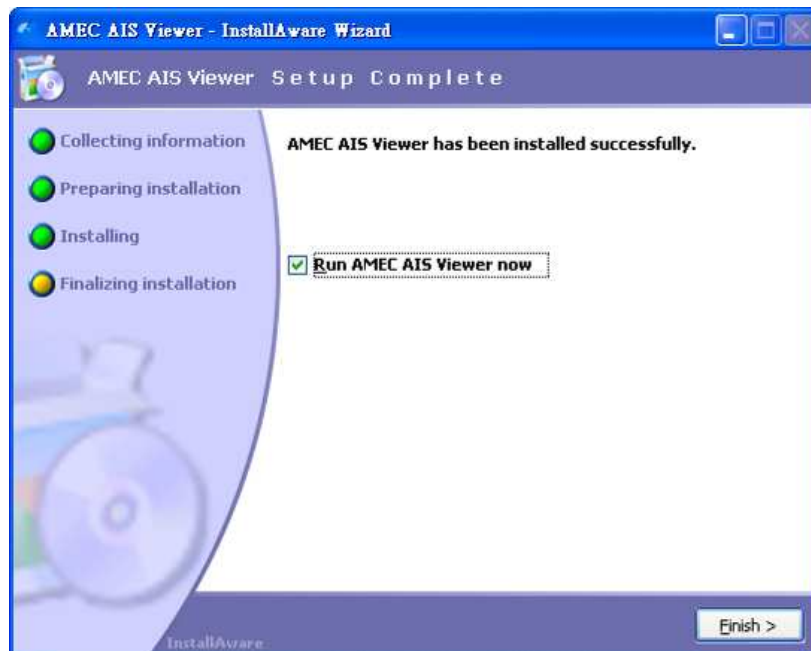 AMEC AIS Viewer - InstallAware Wizard
AMEC AIS Viewer Setup Complete
Collecting information
Preparing installation
Installing
Finalizing installation
AMEC AIS Viewer has been installed successfully.
Run AMEC AIS Viewer now
InstallAware
Finish >